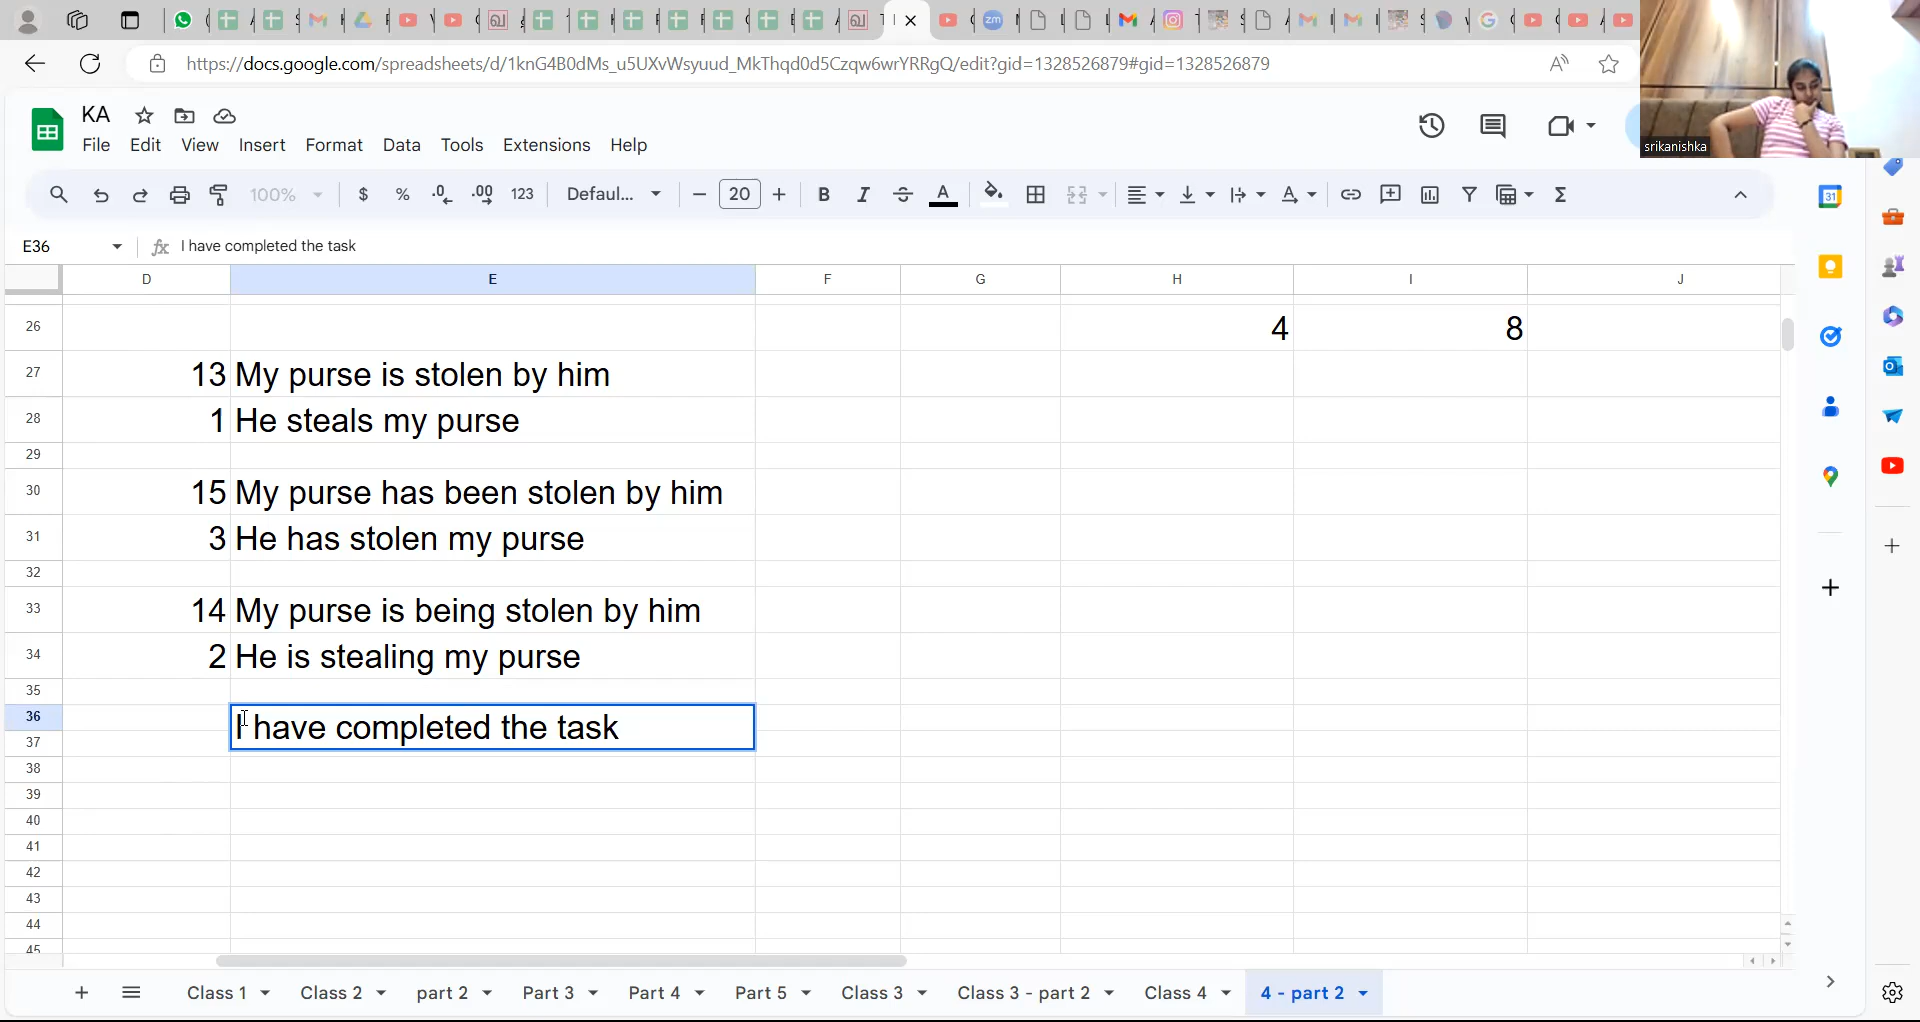 https://docs.google.com/spreadsheets/d/1knG4B0dMs_u5UXvWsyuud_MkThqd0d5Czqw6wrYRRgQ/edit?gid=1328526879#gid=1328526879
srikanishka
KA
File Edit View Insert Format Data Tools Extensions Help
100% $ % .0 .00 123 Defaul... 20 B I A
E36 fx I have completed the task
D E F G H I J
26 4 8
27 13 My purse is stolen by him
28 1 He steals my purse
29
30 15 My purse has been stolen by him
31 3 He has stolen my purse
32
33 14 My purse is being stolen by him
34 2 He is stealing my purse
35
36 I have completed the task
37
38
39
40
41
42
43
44
45
Class 1 Class 2 part 2 Part 3 Part 4 Part 5 Class 3 Class 3 - part 2 Class 4 4 - part 2